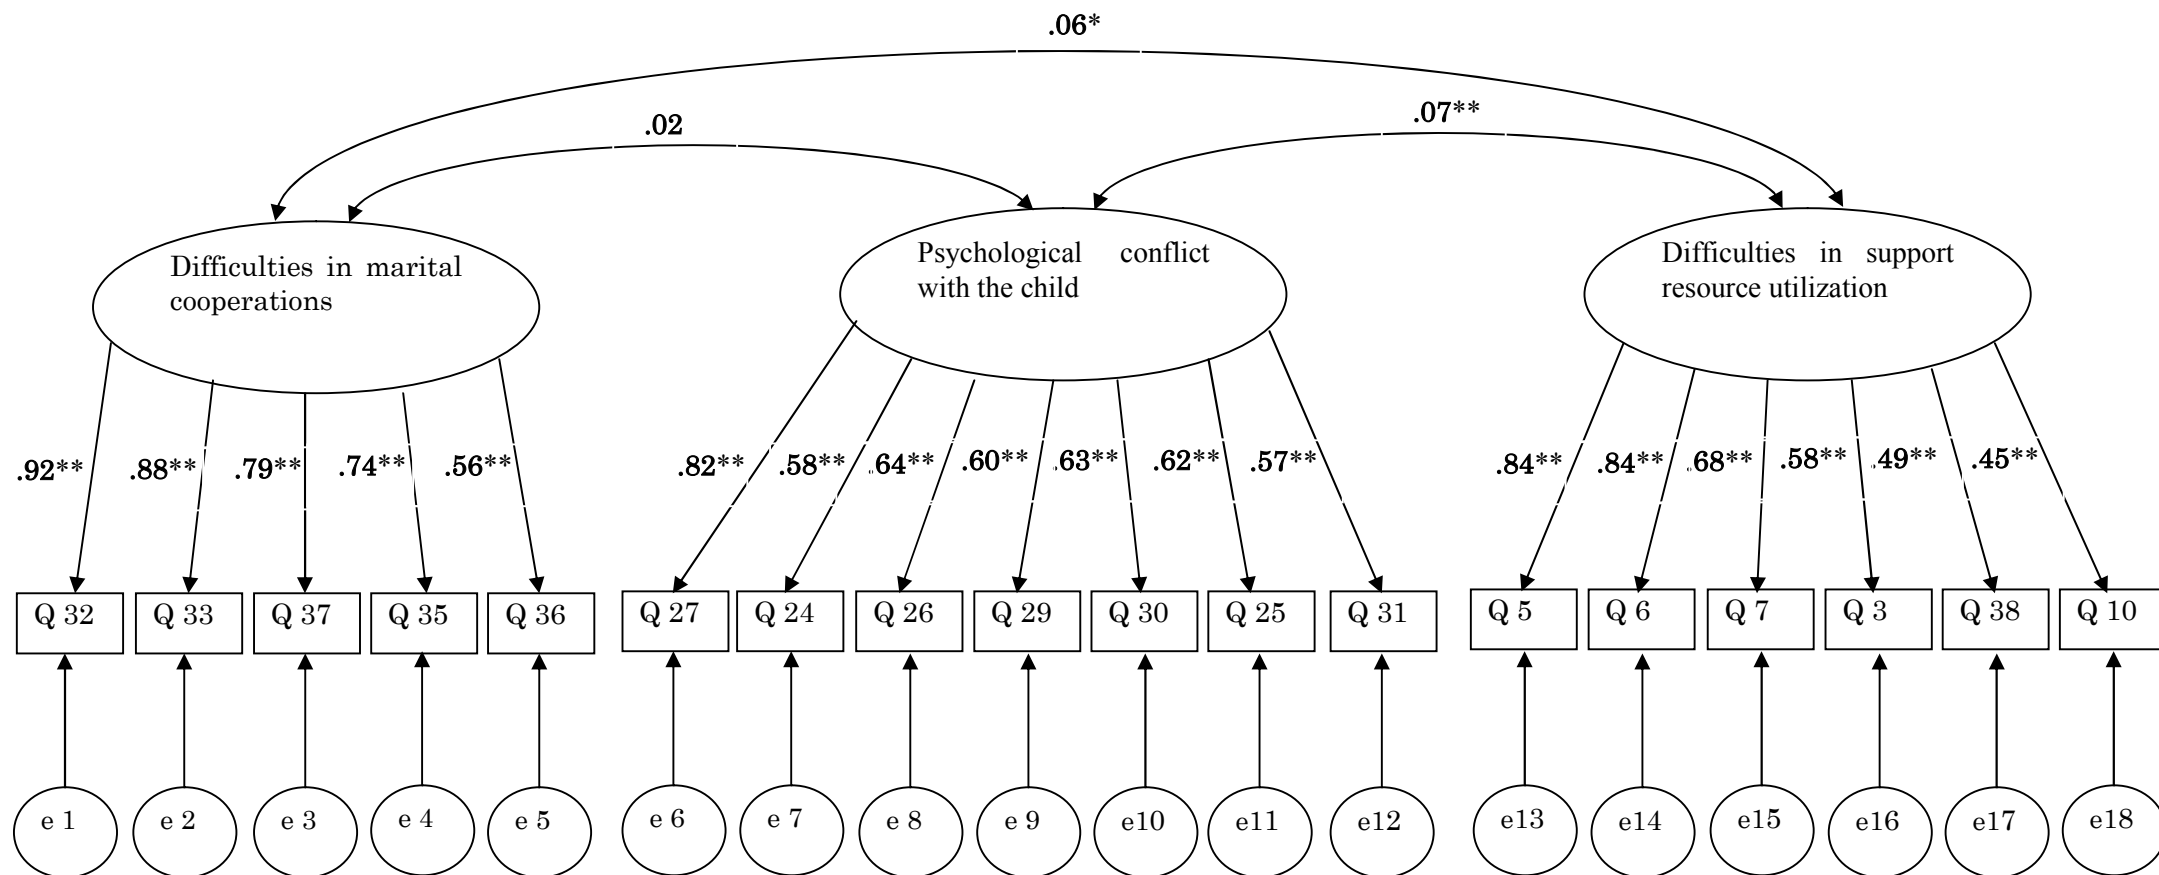 .06*
.02
.07**
Difficulties in marital
cooperations
Psychological conflict
with the child
Difficulties in support
resource utilization
.92** .88** .79** .74** .56** .82** .58** .64** .60** .63** .62** .57** .84** .84** .68** .58** .49** .45**
Q 32 Q 33 Q 37 Q 35 Q 36 Q 27 Q 24 Q 26 Q 29 Q 30 Q 25 Q 31 Q 5 Q 6 Q 7 Q 3 Q 38 Q 10
e 1 e 2 e 3 e 4 e 5 e 6 e 7 e 8 e 9 e10 e11 e12 e13 e14 e15 e16 e17 e18